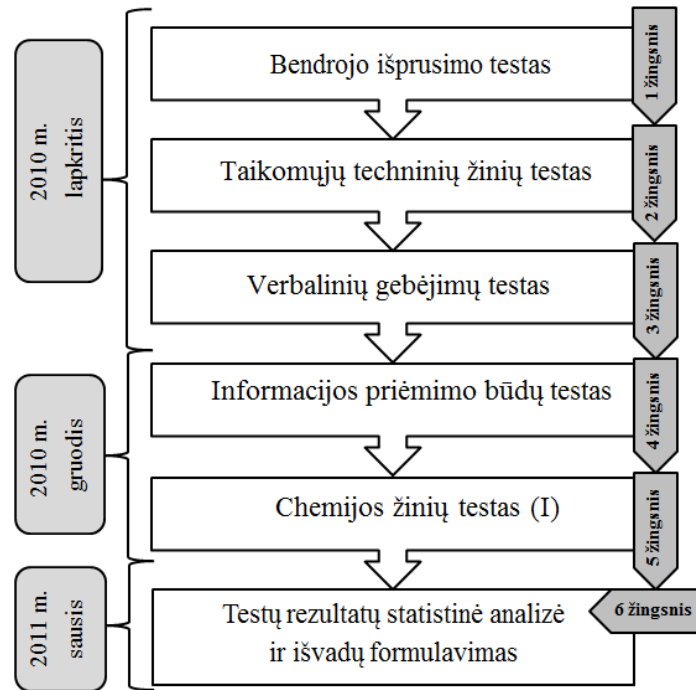 2010 m.
lapkritis
Bendrojo išprusimo testas
1 žingsnis
Taikomųjų techninių žinių testas
2 žingsnis
Verbalinių gebėjimų testas
3 žingsnis
2010 m.
gruodis
Informacijos priėmimo būdų testas
4 žingsnis
Chemijos žinių testas (I)
5 žingsnis
2011 m.
sausis
Testų rezultatų statistinė analizė
ir išvadų formulavimas
6 žingsnis